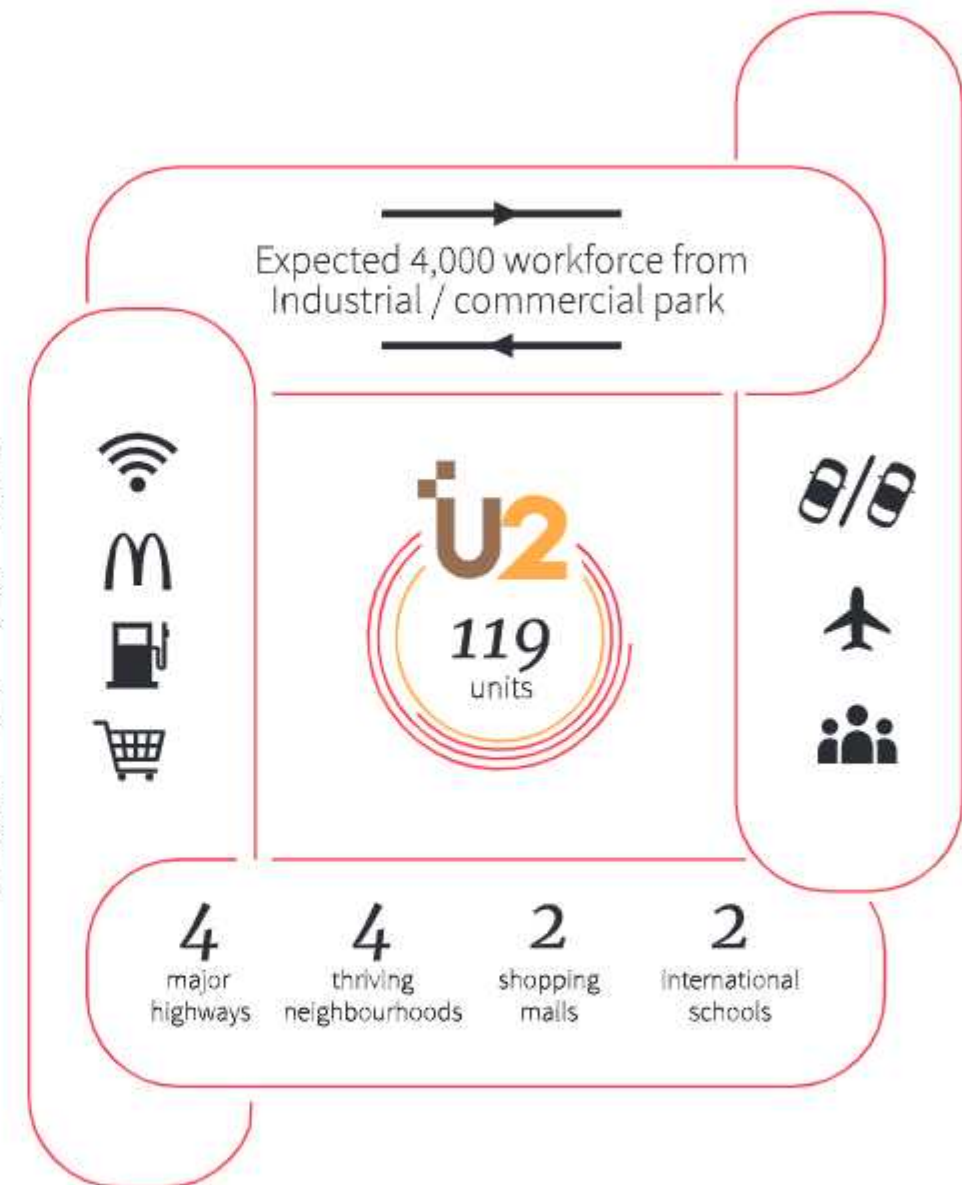 Expected 4,000 workforce from
Industrial / commercial park
U2
119
units
4
major
highways
4
thriving
neighbourhoods
2
shopping
malls
2
international
schools